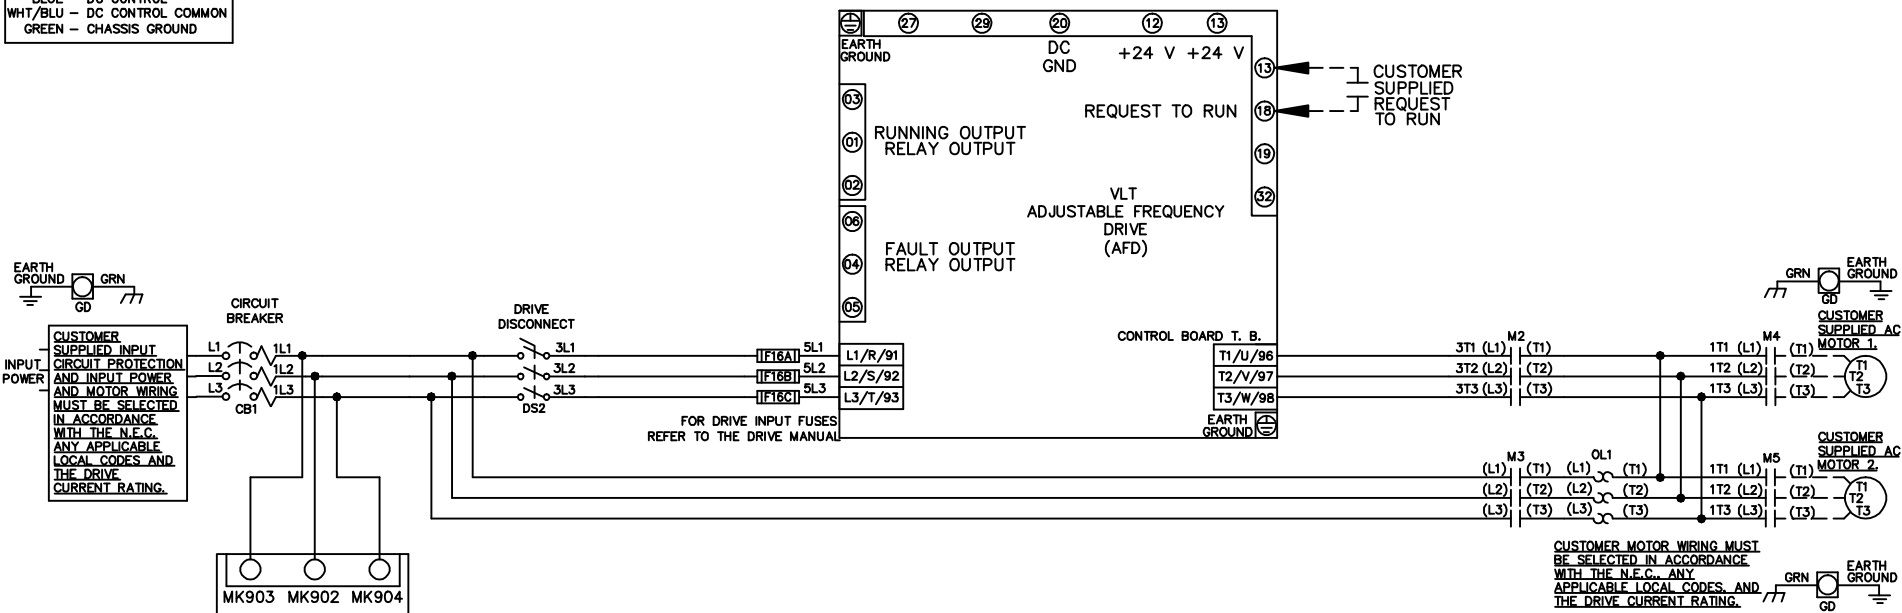 WHT/BLU – DC CONTROL COMMON
GREEN – CHASSIS GROUND
EARTH
GROUND
27
29
20
12
13
DC
GND
+24 V
+24 V
13
18
19
32
REQUEST TO RUN
CUSTOMER
SUPPLIED
REQUEST
TO RUN
03
01
02
RUNNING OUTPUT
RELAY OUTPUT
06
04
05
FAULT OUTPUT
RELAY OUTPUT
VLT
ADJUSTABLE FREQUENCY
DRIVE
(AFD)
EARTH
GROUND
GRN
GD
INPUT
POWER
CUSTOMER
SUPPLIED INPUT
CIRCUIT PROTECTION
AND INPUT POWER
AND MOTOR WIRING
MUST BE SELECTED
IN ACCORDANCE
WITH THE N.E.C.
ANY APPLICABLE
LOCAL CODES AND
THE DRIVE
CURRENT RATING.
CIRCUIT
BREAKER
L1
L2
L3
1L1
1L2
1L3
CB1
DRIVE
DISCONNECT
3L1
3L2
3L3
DS2
F16A
F16B
F16C
5L1
5L2
5L3
L1/R/91
L2/S/92
L3/T/93
FOR DRIVE INPUT FUSES
REFER TO THE DRIVE MANUAL
CONTROL BOARD T. B.
T1/U/96
T2/V/97
T3/W/98
EARTH
GROUND
M2
3T1 (L1) (T1)
3T2 (L2) (T2)
3T3 (L3) (T3)
M4
1T1 (L1) (T1)
1T2 (L2) (T2)
1T3 (L3) (T3)
GRN
GD
EARTH
GROUND
CUSTOMER
SUPPLIED AC
MOTOR 1.
T1
T2
T3
M3
(L1) (T1)
(L2) (T2)
(L3) (T3)
OL1
(L1) (T1)
(L2) (T2)
(L3) (T3)
M5
1T1 (L1) (T1)
1T2 (L2) (T2)
1T3 (L3) (T3)
CUSTOMER
SUPPLIED AC
MOTOR 2.
T1
T2
T3
MK903 MK902 MK904
CUSTOMER MOTOR WIRING MUST
BE SELECTED IN ACCORDANCE
WITH THE N.E.C.. ANY
APPLICABLE LOCAL CODES. AND
THE DRIVE CURRENT RATING.
GRN
GD
EARTH
GROUND